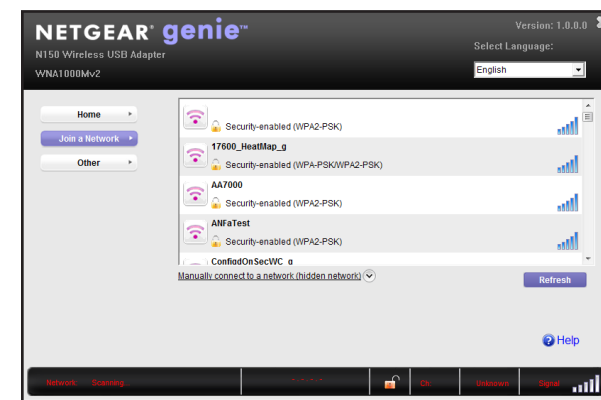 NETGEAR® genie™
Version: 1.0.0.0
N150 Wireless USB Adapter
Select Language:
WNA1000Mv2
English
Home
Join a Network
Other
Security-enabled (WPA2-PSK)
17600_HeatMap_g
Security-enabled (WPA-PSK/WPA2-PSK)
AA7000
Security-enabled (WPA2-PSK)
ANFaTest
Security-enabled (WPA2-PSK)
ConfigdOnSecWC_g
Manually connect to a network (hidden network)
Refresh
? Help
Network: Scanning...
-.-.-.-
Ch:
Unknown
Signal